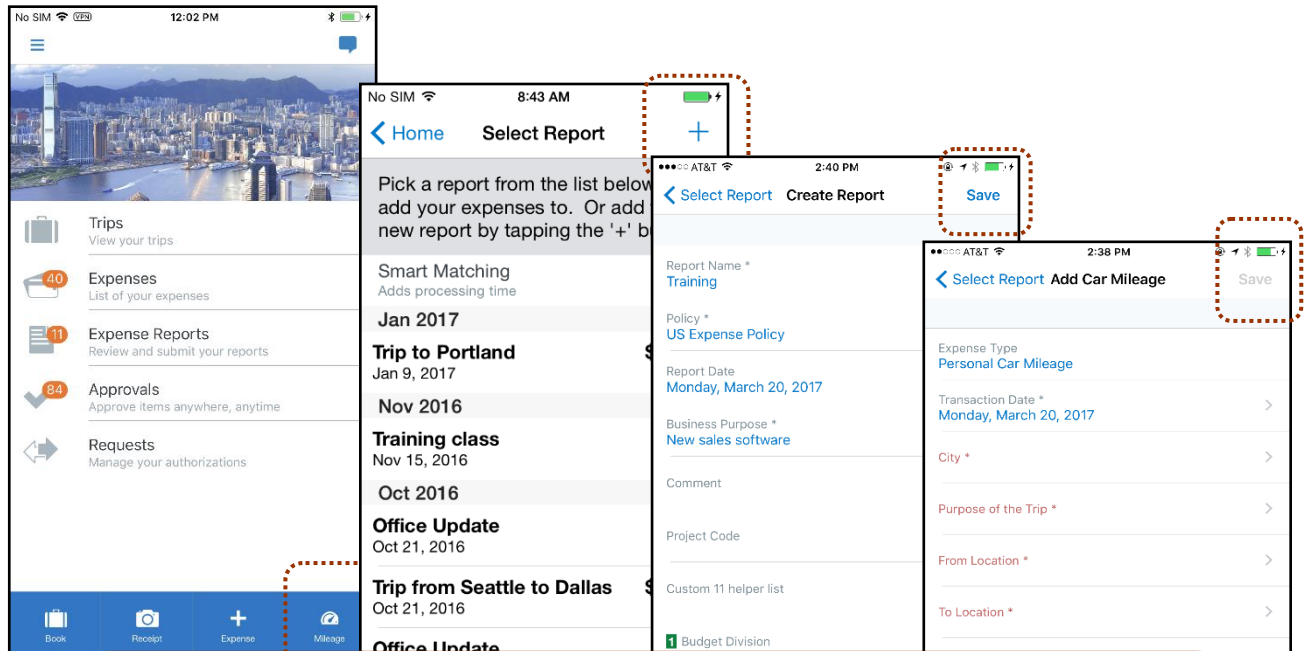 No SIM VPN 12:02 PM
Trips
View your trips
40
Expenses
List of your expenses
11
Expense Reports
Review and submit your reports
84
Approvals
Approve items anywhere, anytime
Requests
Manage your authorizations
Book Receipt Expense Mileage
No SIM 8:43 AM
Home Select Report +
Pick a report from the list below
add your expenses to. Or add
new report by tapping the '+' b
Smart Matching
Adds processing time
Jan 2017
Trip to Portland $
Jan 9, 2017
Nov 2016
Training class
Nov 15, 2016
Oct 2016
Office Update
Oct 21, 2016
Trip from Seattle to Dallas $
Oct 21, 2016
Office Update
AT&T 2:40 PM
Select Report Create Report Save
Report Name *
Training
Policy *
US Expense Policy
Report Date
Monday, March 20, 2017
Business Purpose *
New sales software
Comment
Project Code
Custom 11 helper list
1 Budget Division
AT&T 2:38 PM
Select Report Add Car Mileage Save
Expense Type
Personal Car Mileage
Transaction Date *
Monday, March 20, 2017
City *
Purpose of the Trip *
From Location *
To Location *